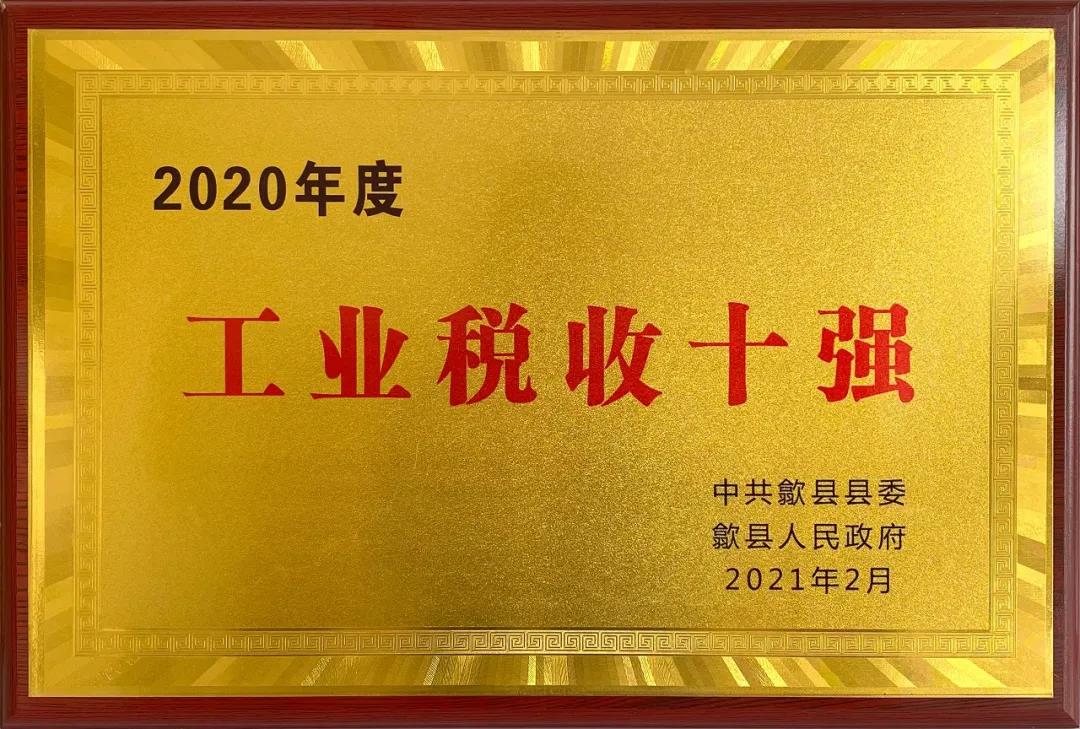 2020年度
工业税收十强
中共歙县县委
歙县人民政府
2021年2月